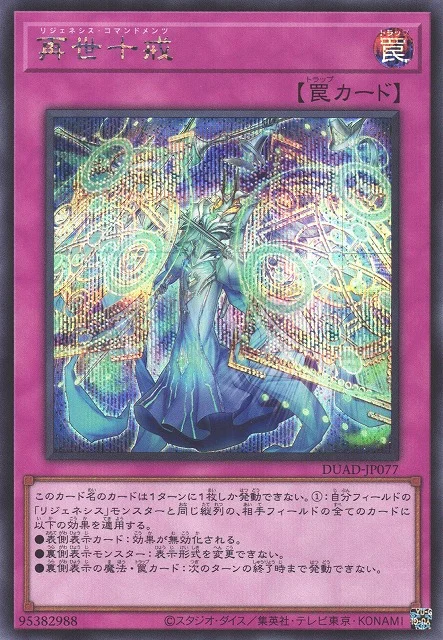 リジェネシス・コマンドメンツ
再世十戒
トラップ
罠
トラップ
【罠カード】
DUAD-JP077
このカード名のカードは1ターンに1枚しか発動できない。①：自分フィールドの
「リジェネシス」モンスターと同じ縦列の、相手フィールドの全てのカードに
以下の効果を適用する。
●表側表示カード：効果が無効化される。
●裏側表示モンスター：表示形式を変更できない。
●裏側表示の魔法・罠カード：次のターンの終了時まで発動できない。
95382988
©スタジオ・ダイス／集英社・テレビ東京・KONAMI